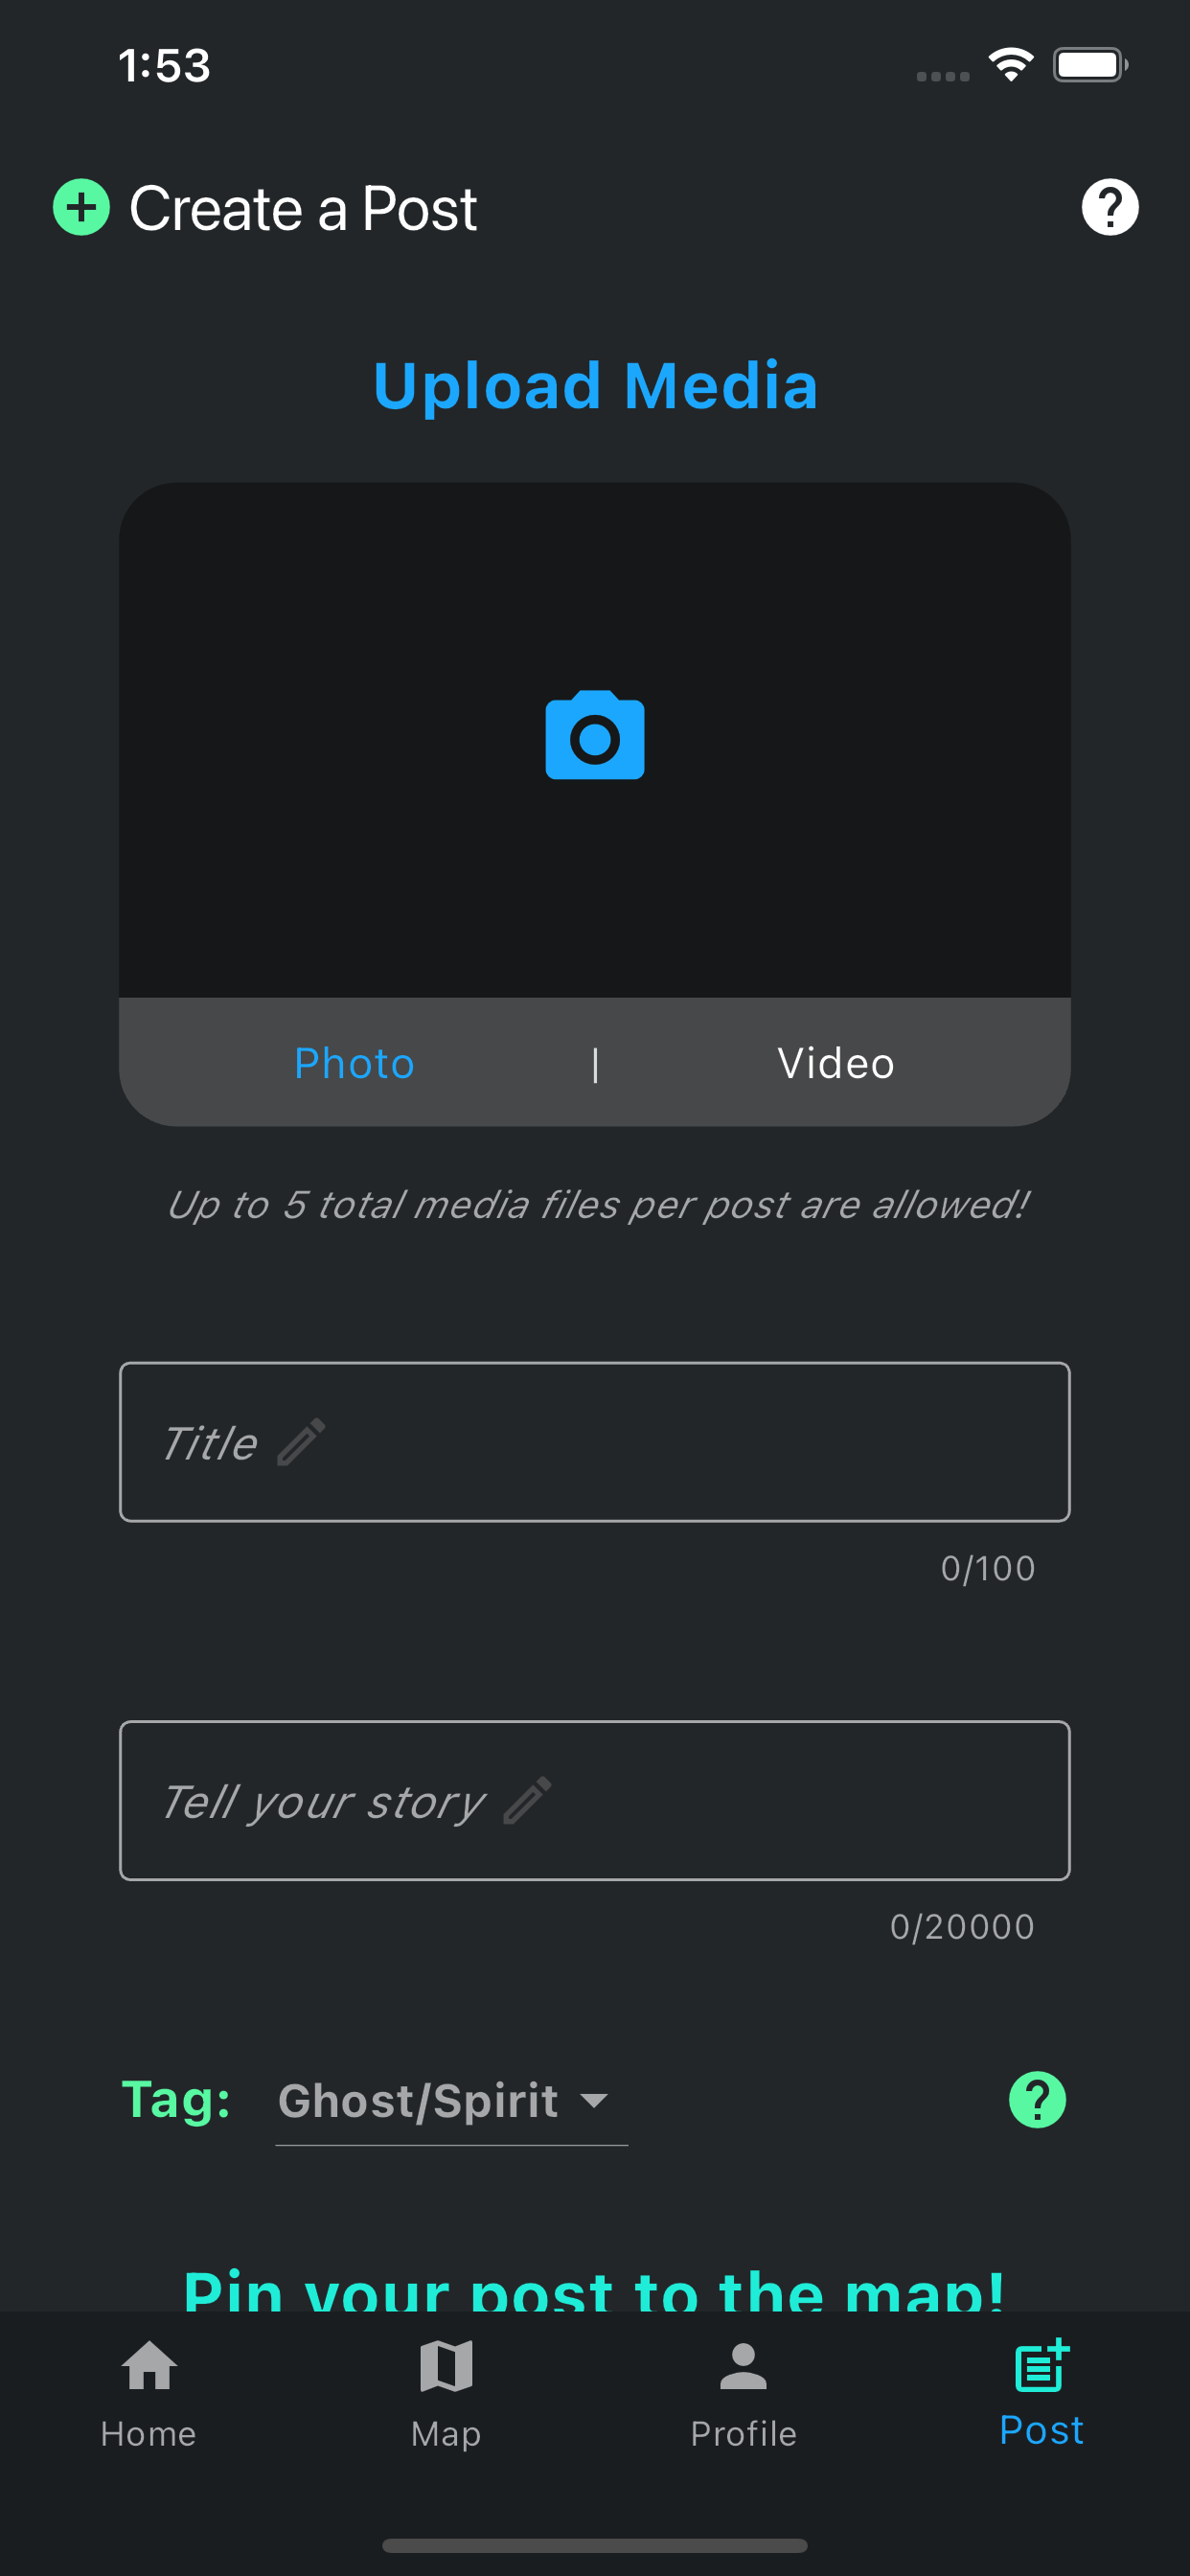 1:53
Create a Post
Upload Media
Photo | Video
Up to 5 total media files per post are allowed!
Title
0/100
Tell your story
0/20000
Tag: Ghost/Spirit
Pin your post to the map!
Home Map Profile Post